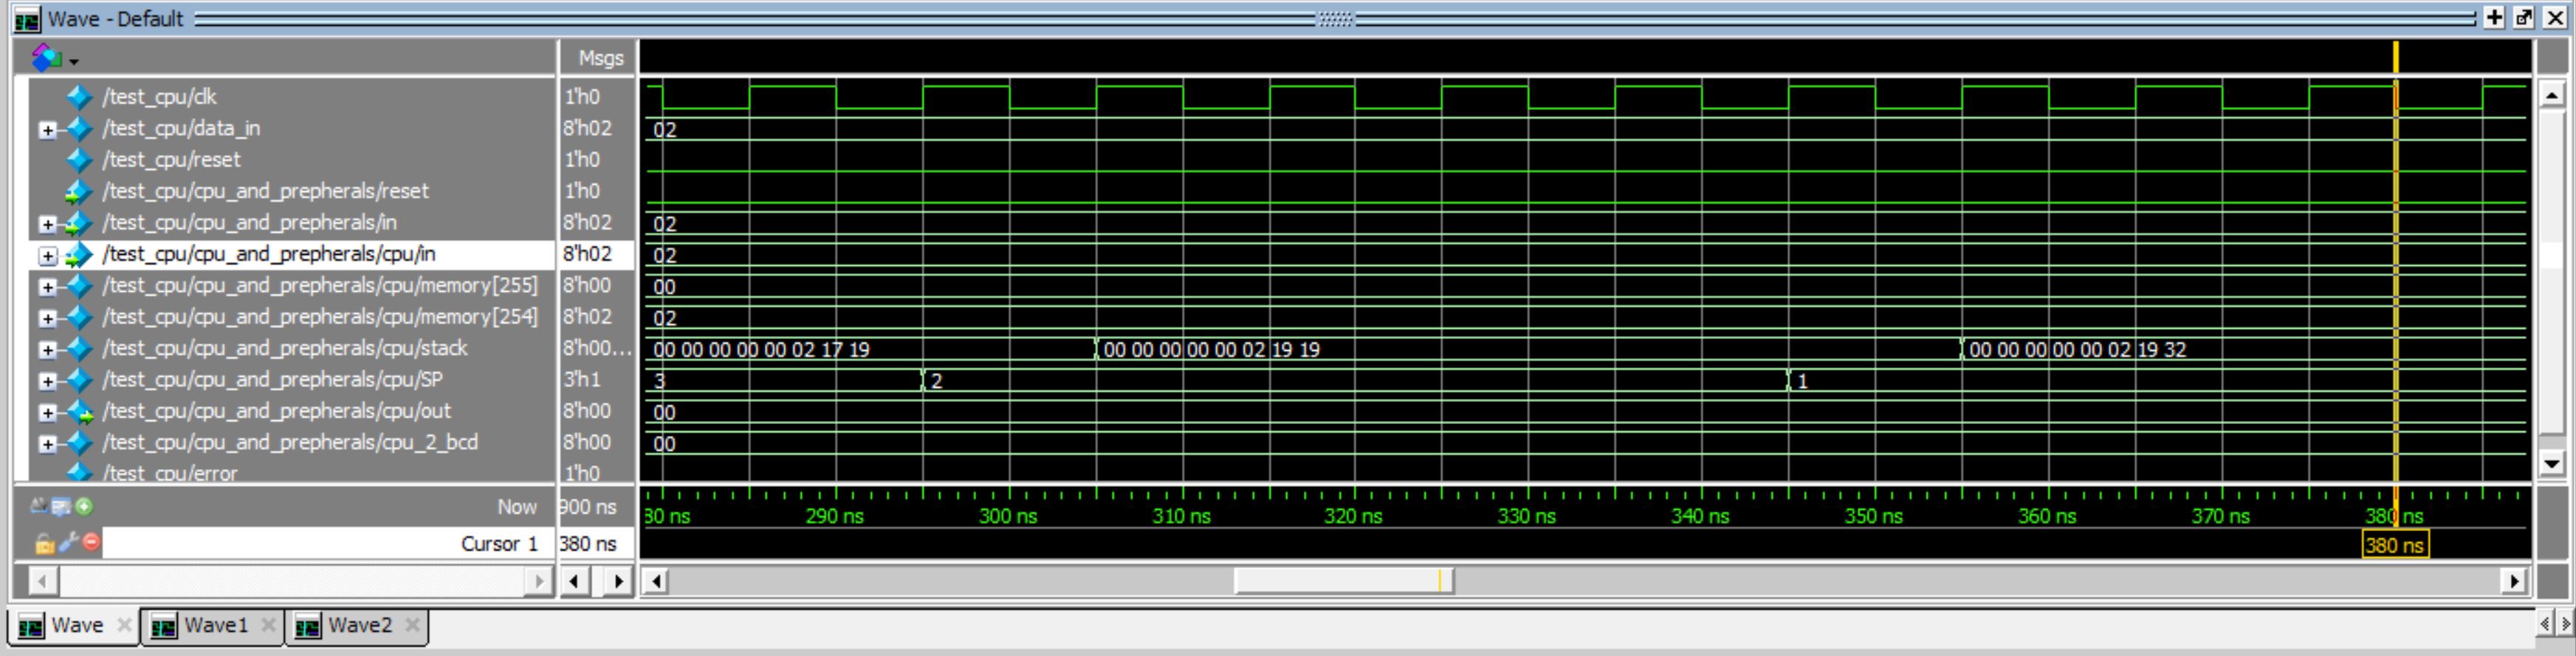 Wave - Default
Msgs
/test_cpu/clk 1'h0
/test_cpu/data_in 8'h02 02
/test_cpu/reset 1'h0
/test_cpu/cpu_and_prepherals/reset 1'h0
/test_cpu/cpu_and_prepherals/in 8'h02 02
/test_cpu/cpu_and_prepherals/cpu/in 8'h02 02
/test_cpu/cpu_and_prepherals/cpu/memory[255] 8'h00 00
/test_cpu/cpu_and_prepherals/cpu/memory[254] 8'h02 02
/test_cpu/cpu_and_prepherals/cpu/stack 8'h00... 00 00 00 00 00 02 17 19 00 00 00 00 00 02 19 19 00 00 00 00 00 02 19 32
/test_cpu/cpu_and_prepherals/cpu/SP 3'h1 3 2 1
/test_cpu/cpu_and_prepherals/cpu/out 8'h00 00
/test_cpu/cpu_and_prepherals/cpu_2_bcd 8'h00 00
/test_cpu/error 1'h0
Now 900 ns 80 ns 290 ns 300 ns 310 ns 320 ns 330 ns 340 ns 350 ns 360 ns 370 ns 380 ns
Cursor 1 380 ns 380 ns
Wave Wave1 Wave2